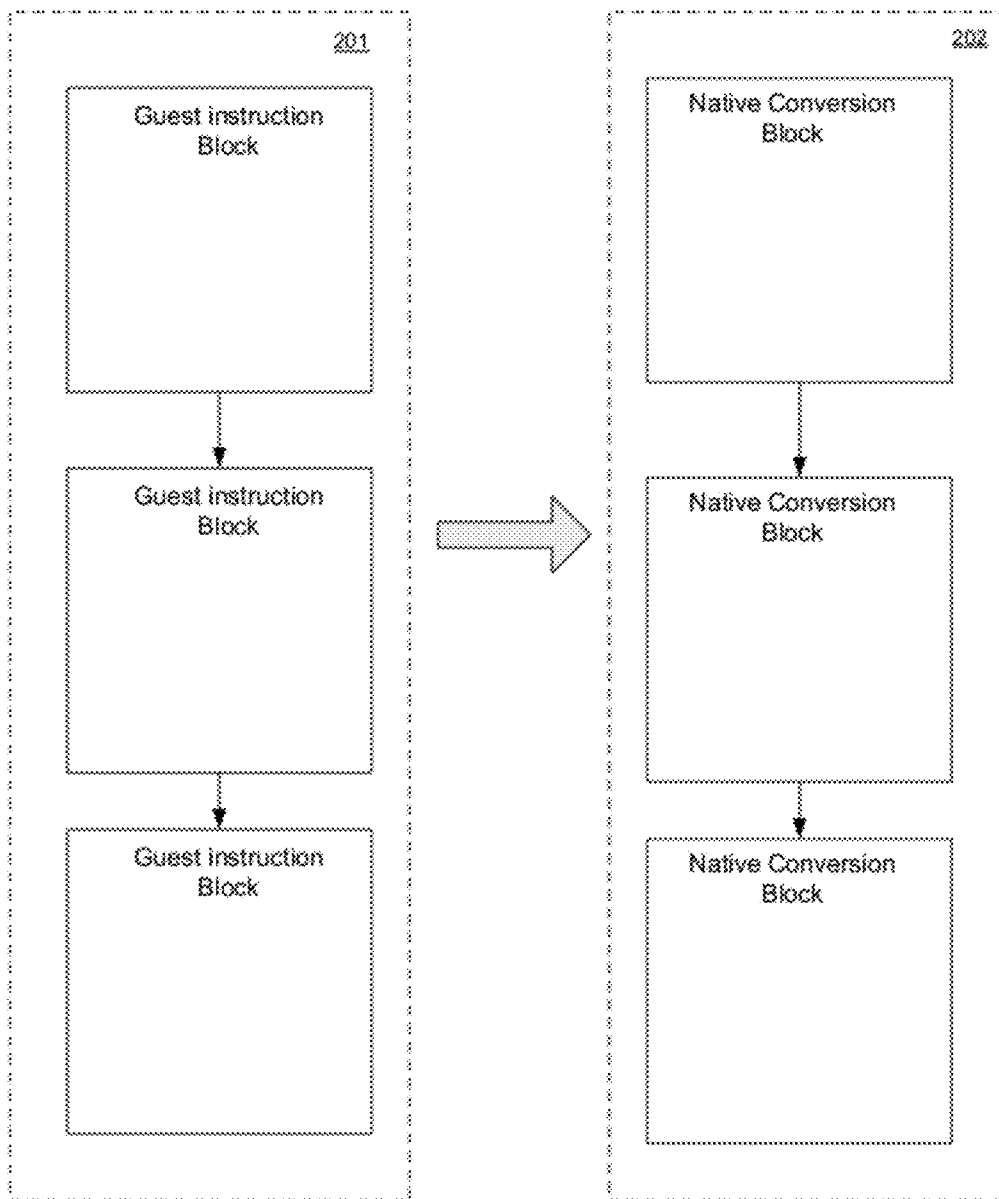 201
Guest instruction
Block
Guest instruction
Block
Guest instruction
Block
202
Native Conversion
Block
Native Conversion
Block
Native Conversion
Block